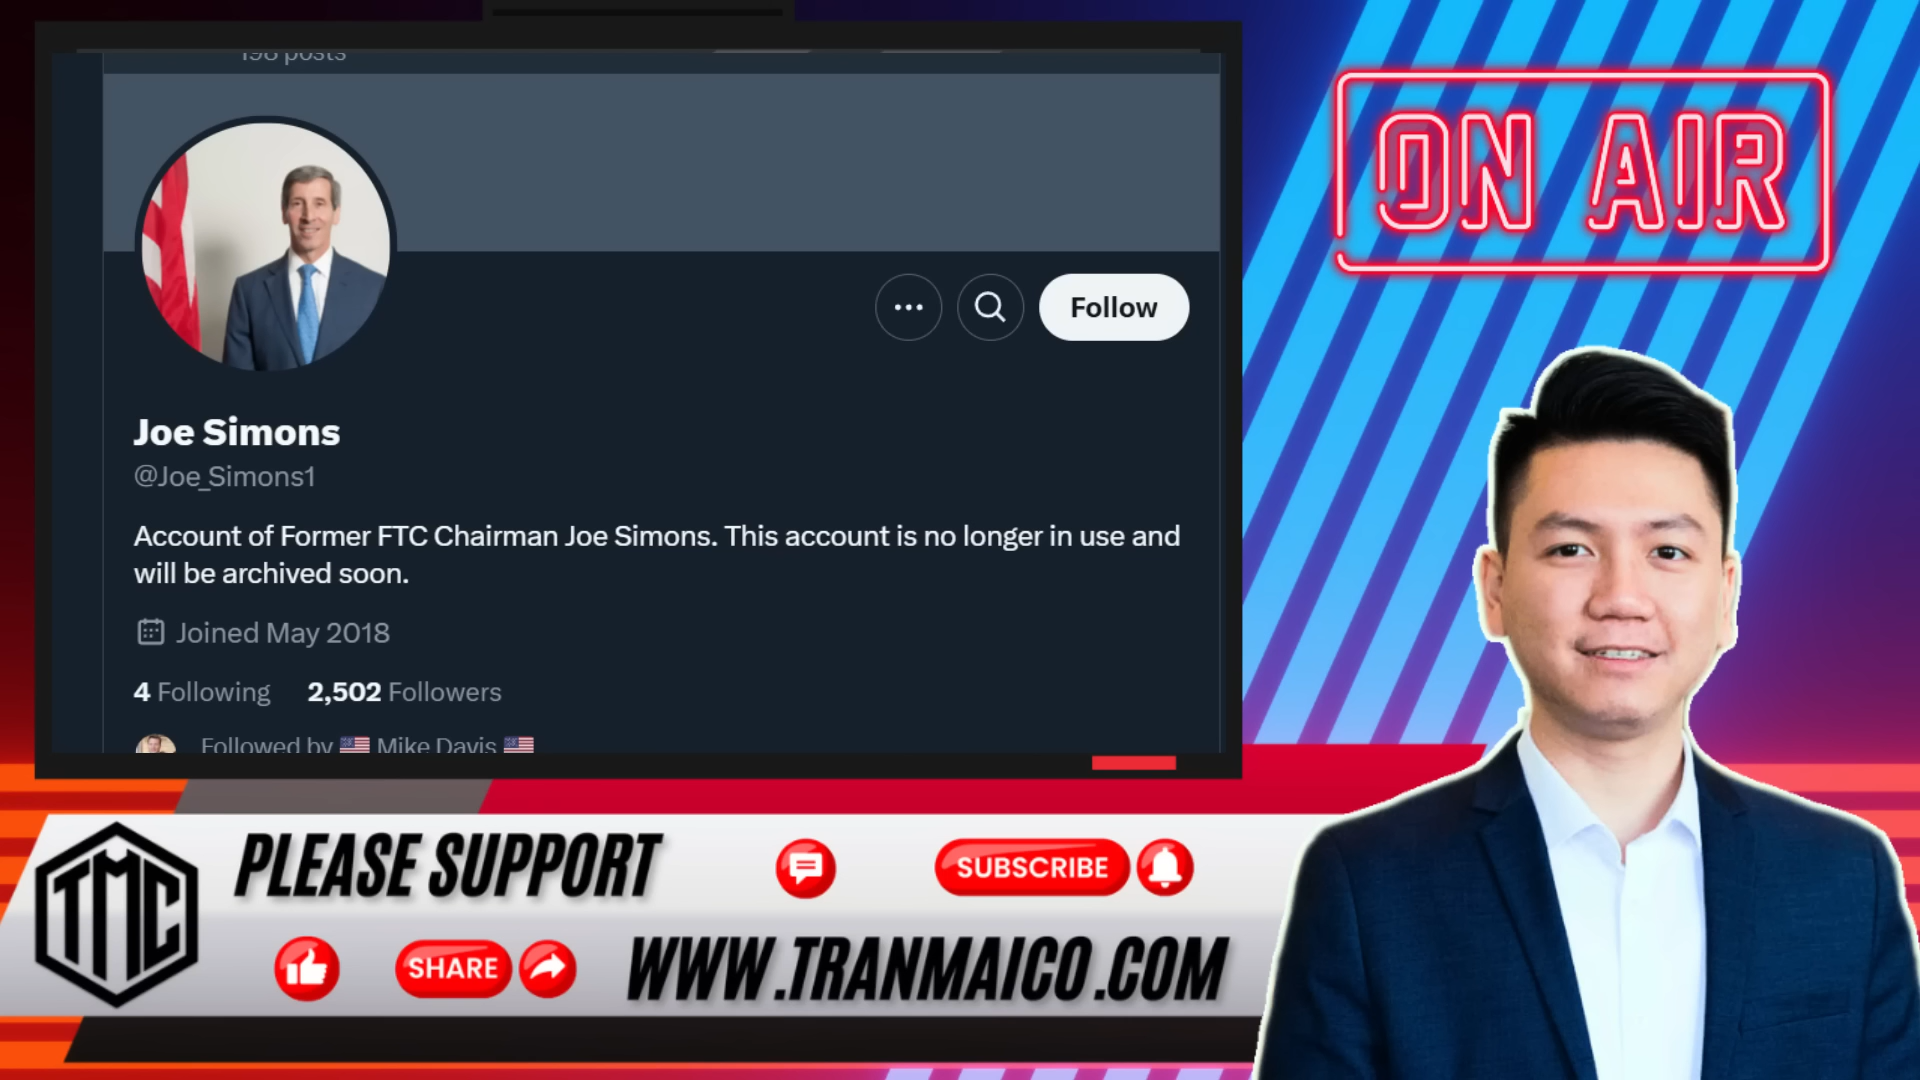 198 posts
Follow
Joe Simons
@Joe_Simons1
Account of Former FTC Chairman Joe Simons. This account is no longer in use and
will be archived soon.
Joined May 2018
4 Following 2,502 Followers
Followed by 🇺🇸 Mike Davis 🇺🇸
ON AIR
TMC
PLEASE SUPPORT
SUBSCRIBE
SHARE
WWW.TRANMAICO.COM